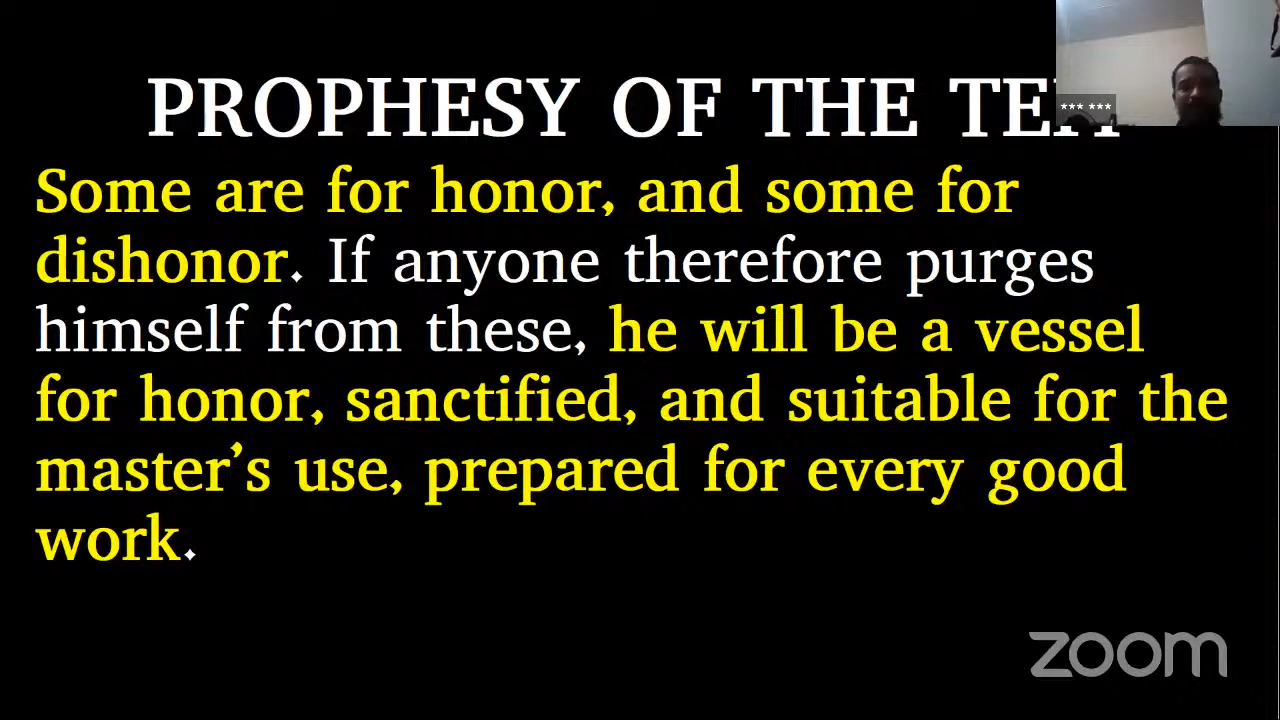 PROPHESY OF THE
*** ***
Some are for honor, and some for
dishonor. If anyone therefore purges
himself from these, he will be a vessel
for honor, sanctified, and suitable for the
master’s use, prepared for every good
work.
zoom